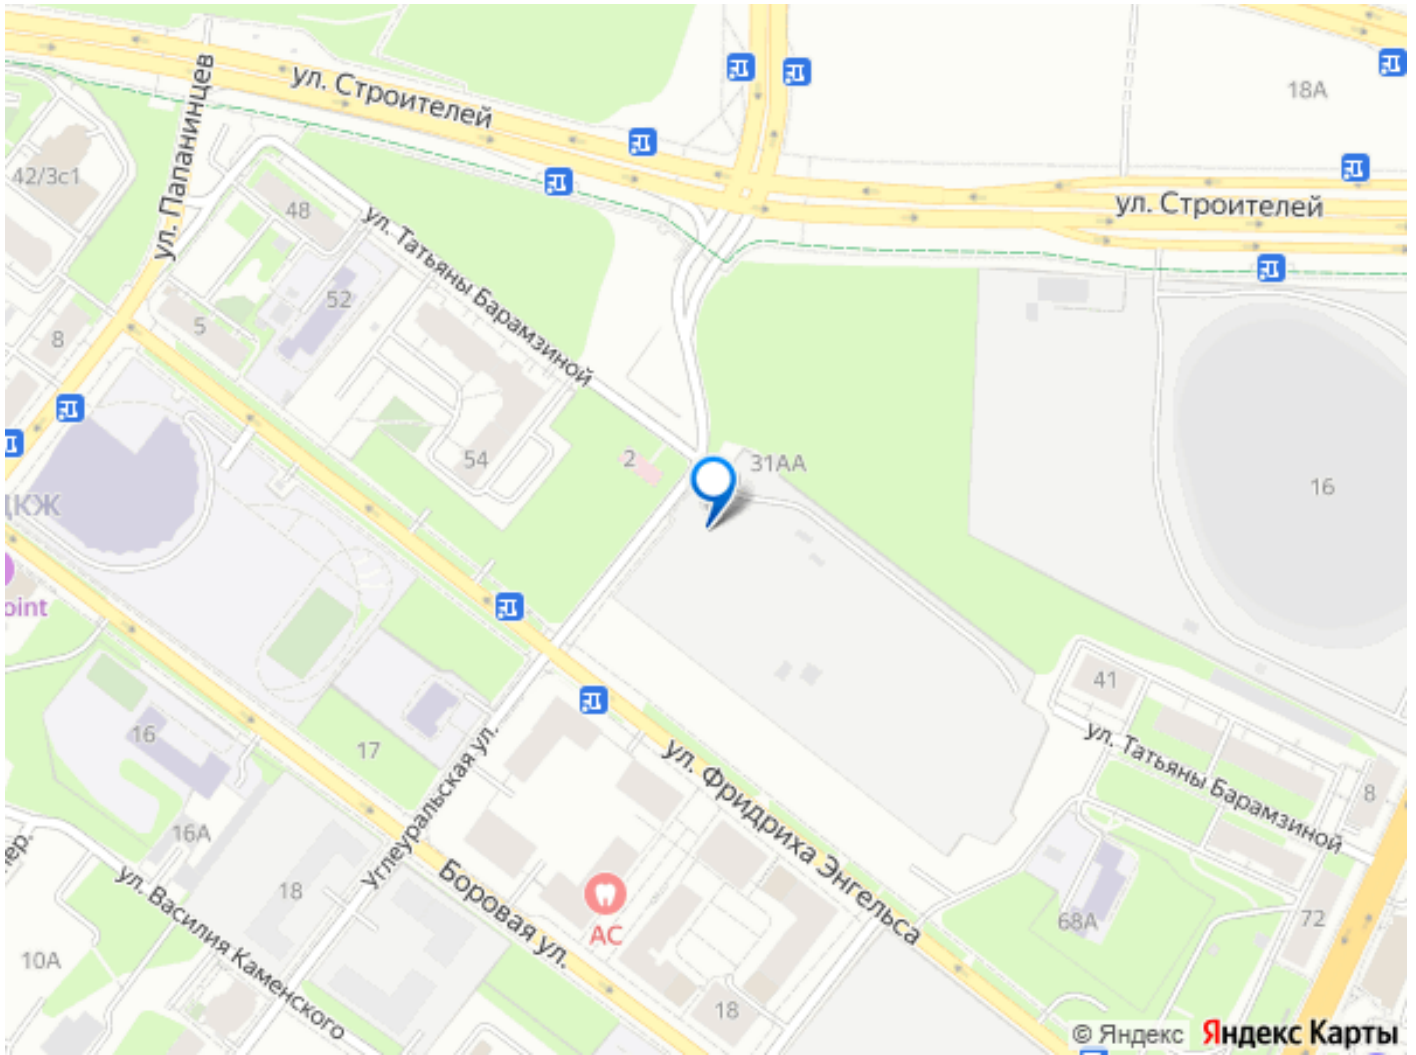 ул. Папанинцев
ул. Строителей
18А
42/3с1
48
ул. Татьяны Барамзиной
ул. Строителей
52
5
8
54
2
31АА
16
ДКЖ
oint
41
16
17
Углеуральская ул.
ул. Фридриха Энгельса
ул. Татьяны Барамзиной
8
16А
пер.
ул. Василия Каменского
18
Боровая ул.
АС
68А
72
10А
18
© Яндекс Яндекс Карты